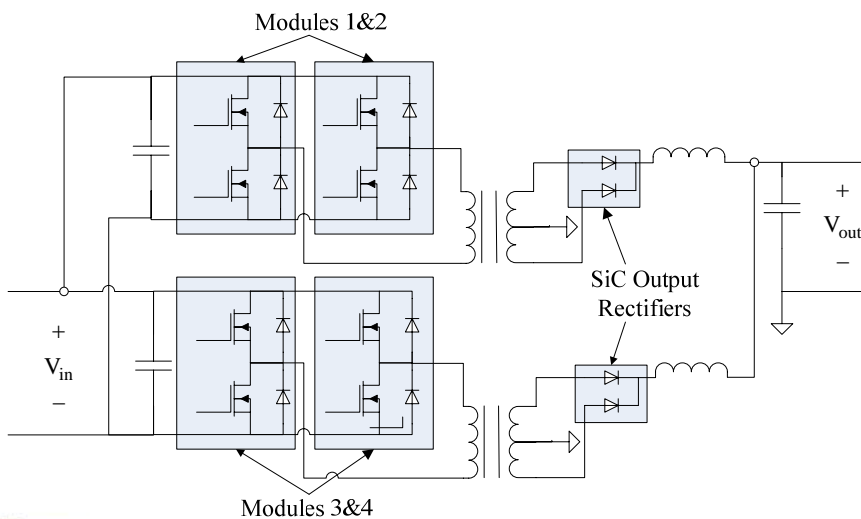 Modules 1&2
+
Vout
−
SiC Output
Rectifiers
+
Vin
−
Modules 3&4